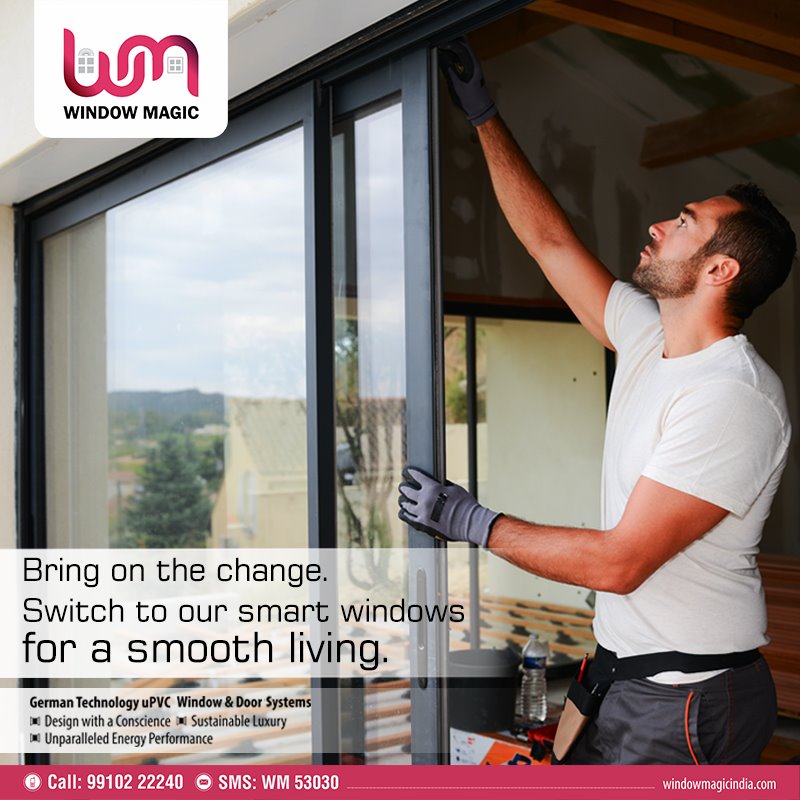 WM
WINDOW MAGIC
Bring on the change.
Switch to our smart windows
for a smooth living.
German Technology uPVC Window & Door Systems
Design with a Conscience Sustainable Luxury
Unparalleled Energy Performance
Call: 99102 22240 SMS: WM 53030 windowmagicindia.com